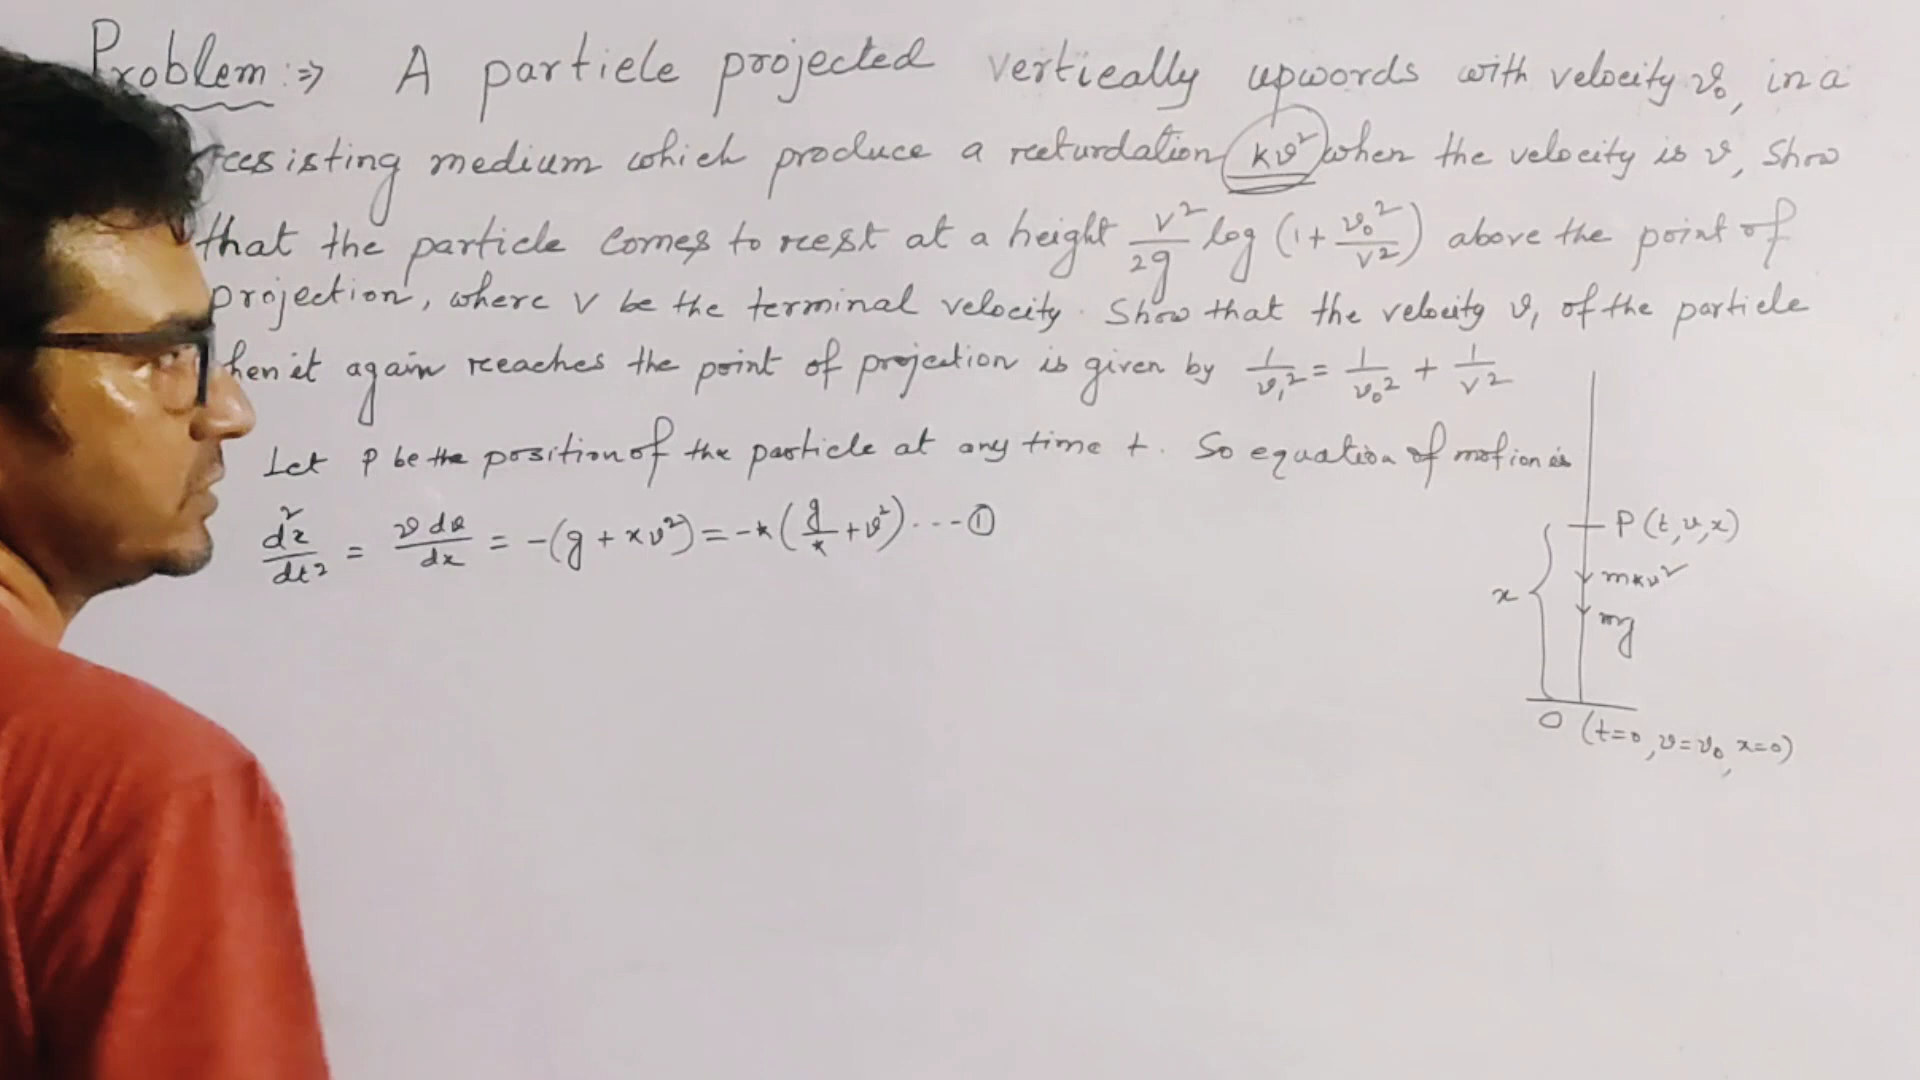 Problem :⇒ A particle projected vertically upwords with velocity v₀, in a
resisting medium which produce a returdation kv² when the velocity is v, Show
that the particle comes to rest at a height V²/2g log (1 + v₀²/V²) above the point of
projection, where V be the terminal velocity. Show that the velocity v₁ of the particle
hen it again reaches the point of projection is given by 1/v₁² = 1/v₀² + 1/V²
Let P be the position of the particle at any time t. So equation of motion is
d²x/dt² = v dv/dx = -(g + kv²) = -k(g/k + v²) ---①
P(t, v, x)
mkv²
x
mg
O (t=0, v=v₀, x=0)